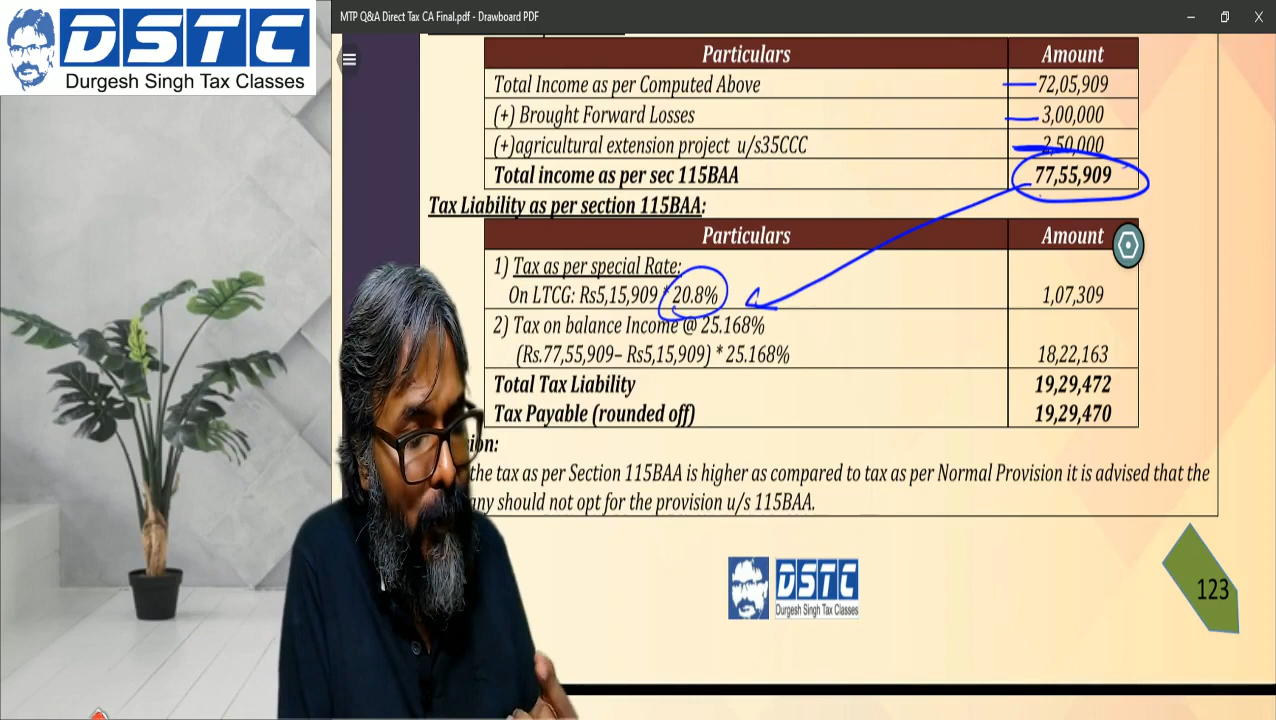 MTP Q&A Direct Tax CA Final.pdf - Drawboard PDF
DSTC
Durgesh Singh Tax Classes
Particulars Amount
Total Income as per Computed Above 72,05,909
(+) Brought Forward Losses 3,00,000
(+)agricultural extension project u/s35CCC 2,50,000
Total income as per sec 115BAA 77,55,909
Tax Liability as per section 115BAA:
Particulars Amount
1) Tax as per special Rate:
On LTCG: Rs5,15,909 * 20.8% 1,07,309
2) Tax on balance Income @ 25.168%
(Rs.77,55,909– Rs5,15,909) * 25.168% 18,22,163
Total Tax Liability 19,29,472
Tax Payable (rounded off) 19,29,470
the tax as per Section 115BAA is higher as compared to tax as per Normal Provision it is advised that the
should not opt for the provision u/s 115BAA.
DSTC
Durgesh Singh Tax Classes
123